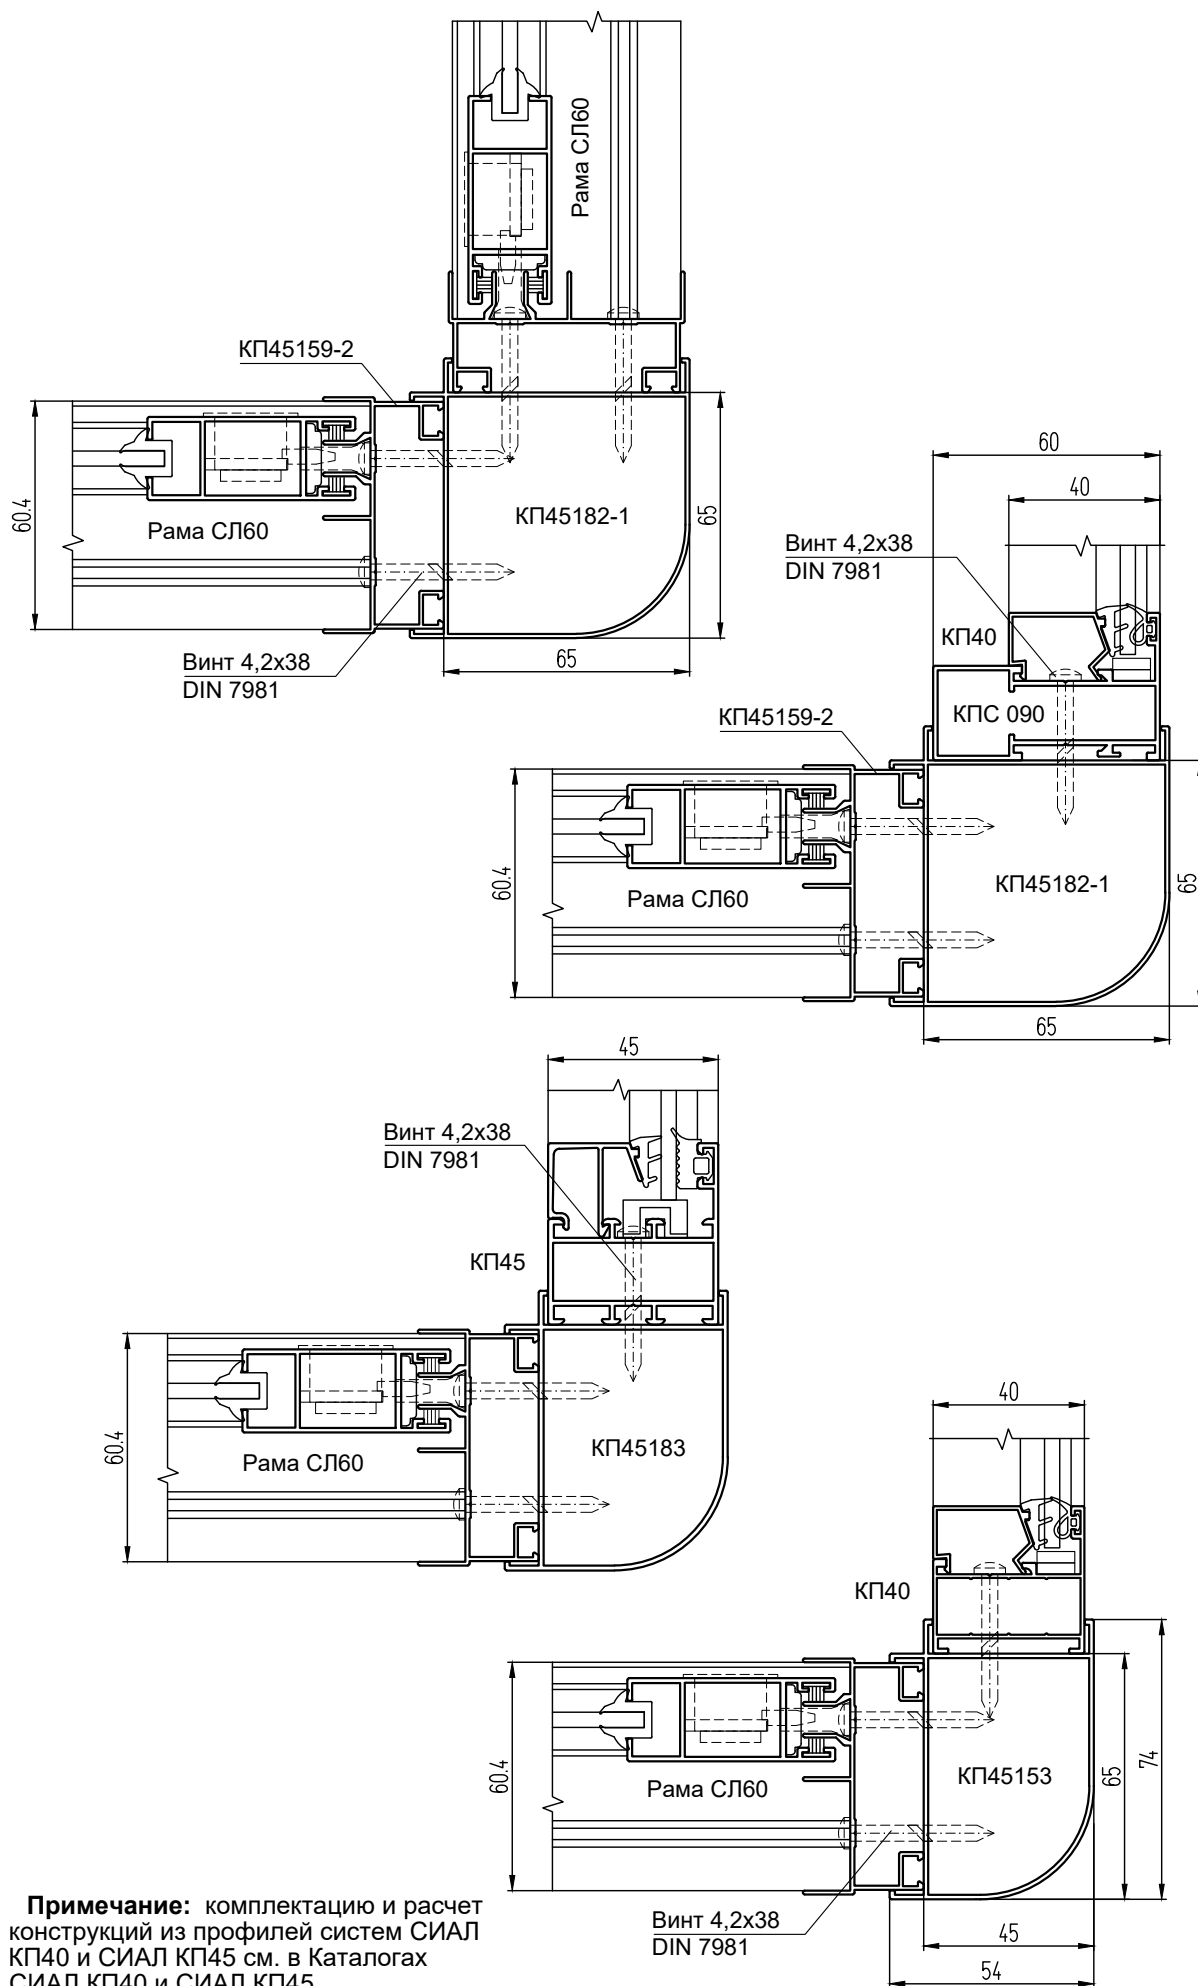 Рама СЛ60
КП45159-2
60.4
Рама СЛ60
КП45182-1
65
Винт 4,2х38
DIN 7981
65
60
40
Винт 4,2х38
DIN 7981
КП40
КПС 090
КП45159-2
60.4
Рама СЛ60
КП45182-1
65
65
45
Винт 4,2х38
DIN 7981
КП45
60.4
Рама СЛ60
КП45183
40
КП40
60.4
Рама СЛ60
КП45153
65
74
Винт 4,2х38
DIN 7981
45
54
Примечание: комплектацию и расчет
конструкций из профилей систем СИАЛ
КП40 и СИАЛ КП45 см. в Каталогах
СИАЛ КП40 и СИАЛ КП45